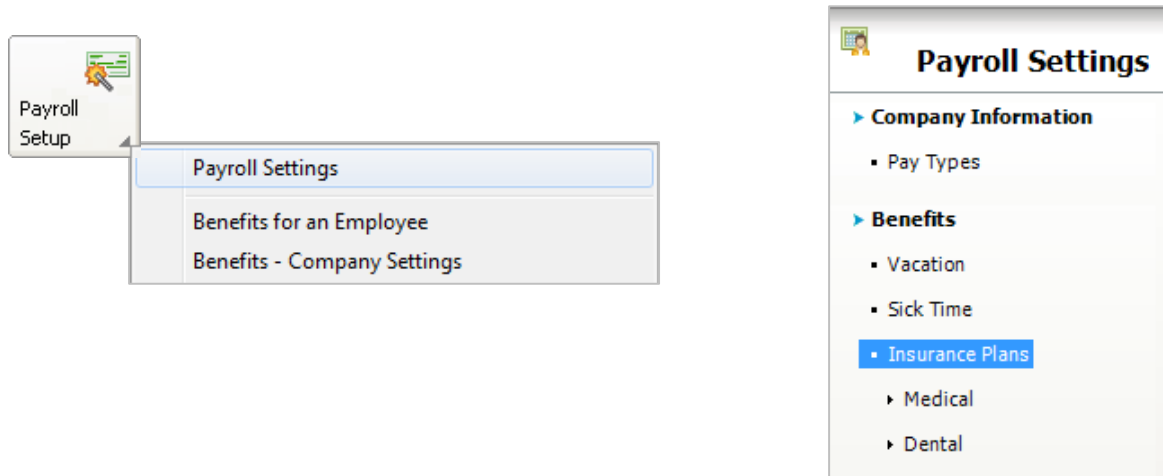 Payroll
Setup
Payroll Settings
Benefits for an Employee
Benefits - Company Settings
Payroll Settings
Company Information
Pay Types
Benefits
Vacation
Sick Time
Insurance Plans
Medical
Dental